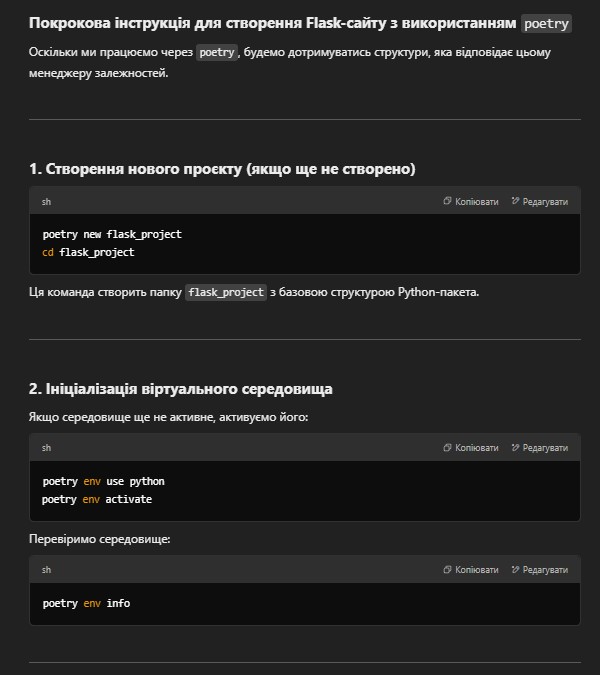 Покрокова інструкція для створення Flask-сайту з використанням poetry
Оскільки ми працюємо через poetry, будемо дотримуватись структури, яка відповідає цьому
менеджеру залежностей.
1. Створення нового проєкту (якщо ще не створено)
sh Копіювати Редагувати
poetry new flask_project
cd flask_project
Ця команда створить папку flask_project з базовою структурою Python-пакета.
2. Ініціалізація віртуального середовища
Якщо середовище ще не активне, активуємо його:
sh Копіювати Редагувати
poetry env use python
poetry env activate
Перевіримо середовище:
sh Копіювати Редагувати
poetry env info